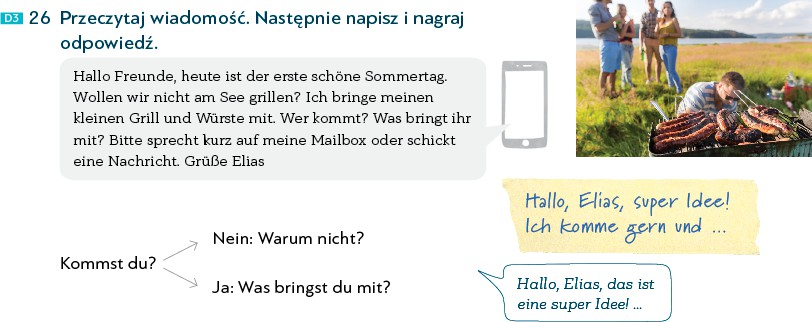 D3 26 Przeczytaj wiadomość. Następnie napisz i nagraj
odpowiedź.
Hallo Freunde, heute ist der erste schöne Sommertag.
Wollen wir nicht am See grillen? Ich bringe meinen
kleinen Grill und Würste mit. Wer kommt? Was bringt ihr
mit? Bitte sprecht kurz auf meine Mailbox oder schickt
eine Nachricht. Grüße Elias
Hallo, Elias, super Idee!
Ich komme gern und ...
Kommst du?
Nein: Warum nicht?
Ja: Was bringst du mit?
Hallo, Elias, das ist
eine super Idee! ...